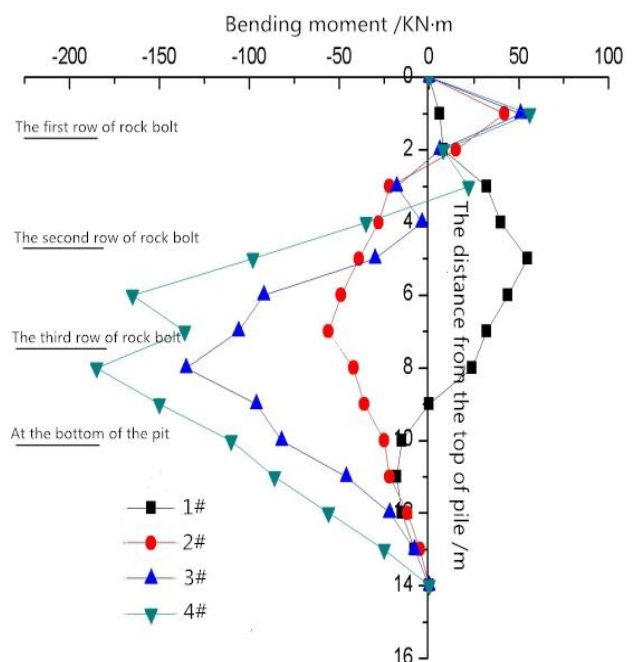 Bending moment /KN·m
-200 -150 -100 -50 0 50 100
0
The first row of rock bolt
2
4
The second row of rock bolt
6
The third row of rock bolt
8
At the bottom of the pit
10
12
14
16
The distance from the top of pile /m
1#
2#
3#
4#